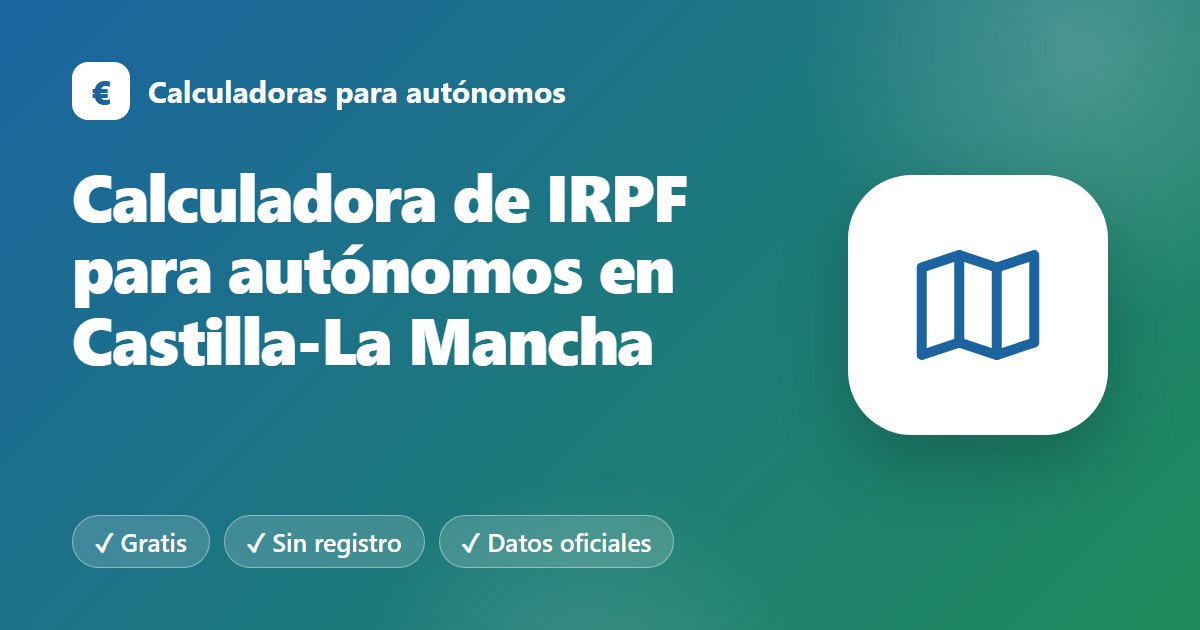 €
Calculadoras para autónomos
Calculadora de IRPF
para autónomos en
Castilla-La Mancha
✓ Gratis
✓ Sin registro
✓ Datos oficiales